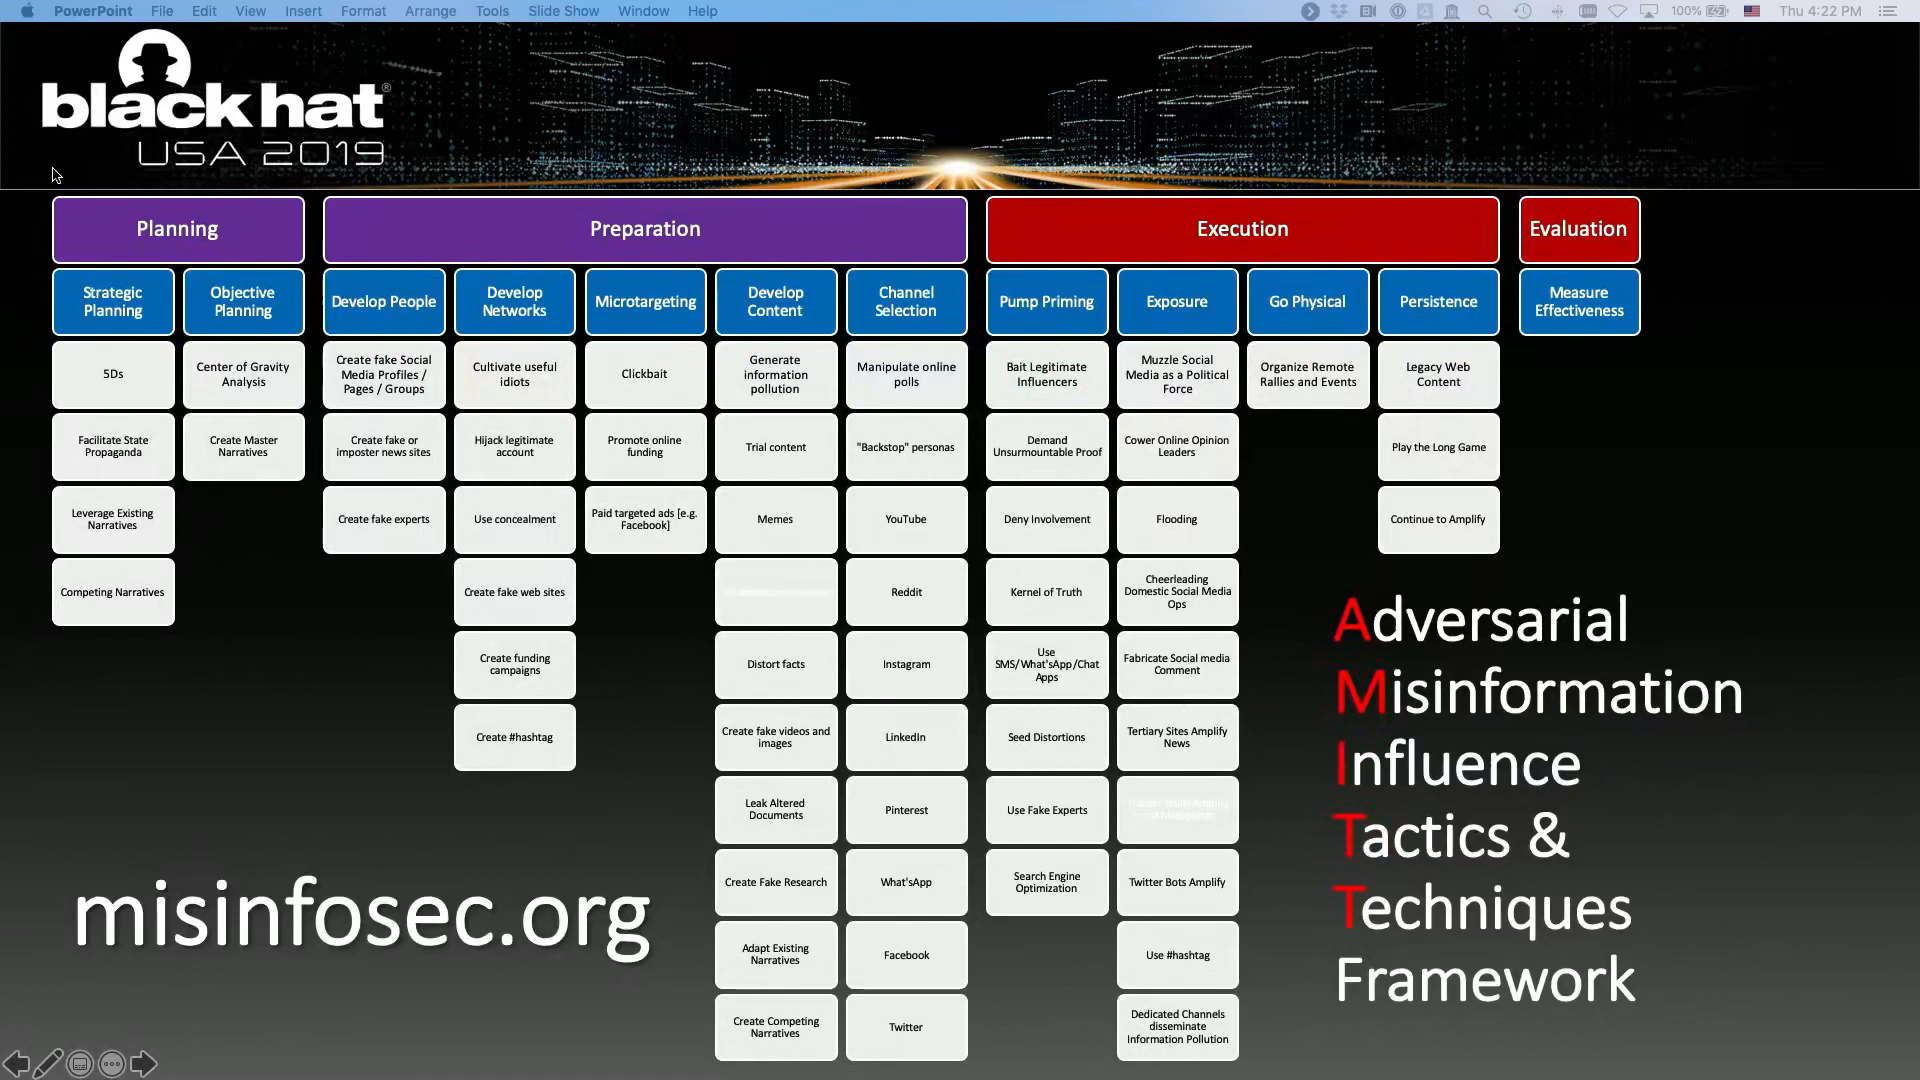 PowerPoint File Edit View Insert Format Arrange Tools Slide Show Window Help
100% Thu 4:22 PM
black hat®
USA 2019
Planning
Preparation
Execution
Evaluation
Strategic
Planning
Objective
Planning
Develop People
Develop
Networks
Microtargeting
Develop
Content
Channel
Selection
Pump Priming
Exposure
Go Physical
Persistence
Measure
Effectiveness
5Ds
Facilitate State
Propaganda
Leverage Existing
Narratives
Competing Narratives
Center of Gravity
Analysis
Create Master
Narratives
Create fake Social
Media Profiles /
Pages / Groups
Create fake or
imposter news sites
Create fake experts
Cultivate useful
idiots
Hijack legitimate
account
Use concealment
Create fake web sites
Create funding
campaigns
Create #hashtag
Clickbait
Promote online
funding
Paid targeted ads [e.g.
Facebook]
Generate
information
pollution
Trial content
Memes
Distort facts
Create fake videos and
images
Leak Altered
Documents
Create Fake Research
Adapt Existing
Narratives
Create Competing
Narratives
Manipulate online
polls
"Backstop" personas
YouTube
Reddit
Instagram
LinkedIn
Pinterest
What'sApp
Facebook
Twitter
Bait Legitimate
Influencers
Demand
Unsurmountable Proof
Deny Involvement
Kernel of Truth
Use
SMS/What'sApp/Chat
Apps
Seed Distortions
Use Fake Experts
Search Engine
Optimization
Muzzle Social
Media as a Political
Force
Cower Online Opinion
Leaders
Flooding
Cheerleading
Domestic Social Media
Ops
Fabricate Social media
Comment
Tertiary Sites Amplify
News
Twitter Bots Amplify
Use #hashtag
Dedicated Channels
disseminate
Information Pollution
Organize Remote
Rallies and Events
Legacy Web
Content
Play the Long Game
Continue to Amplify
Adversarial
Misinformation
Influence
Tactics &
Techniques
Framework
misinfosec.org